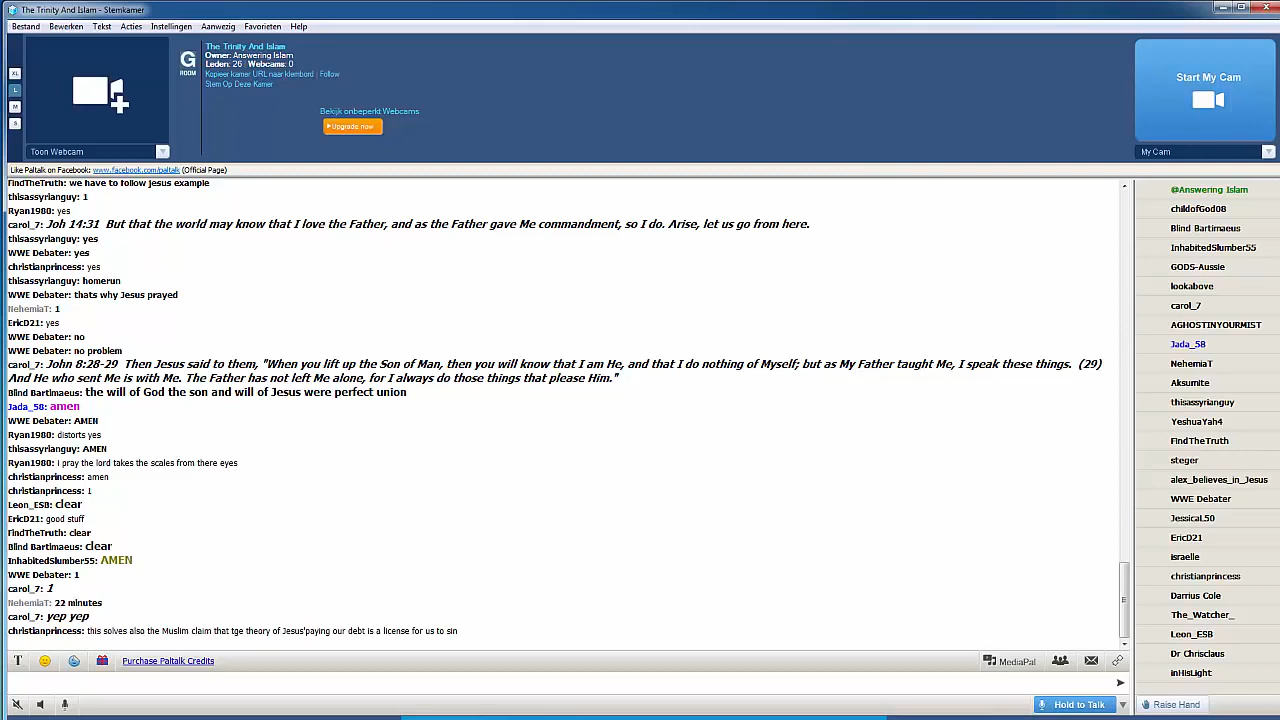 The Trinity And Islam - Stemkamer
Bestand Bewerken Tekst Acties Instellingen Aanwezig Favorieten Help
XL
L
M
S
Toon Webcam
G
ROOM
The Trinity And Islam
Owner: Answering Islam
Leden: 26 Webcams: 0
Kopieer kamer URL naar klembord | Follow
Stem Op Deze Kamer
Bekijk onbeperkt Webcams
Upgrade now
Start My Cam
My Cam
Like Paltalk on Facebook: www.facebook.com/paltalk (Official Page)
FindTheTruth: we have to follow jesus example
thisassyrianguy: 1
Ryan1980: yes
carol_7: Joh 14:31 But that the world may know that I love the Father, and as the Father gave Me commandment, so I do. Arise, let us go from here.
thisassyrianguy: yes
WWE Debater: yes
christianprincess: yes
thisassyrianguy: homerun
WWE Debater: thats why Jesus prayed
NehemiaT: 1
EricD21: yes
WWE Debater: no
WWE Debater: no problem
carol_7: John 8:28-29 Then Jesus said to them, "When you lift up the Son of Man, then you will know that I am He, and that I do nothing of Myself; but as My Father taught Me, I speak these things. (29)
And He who sent Me is with Me. The Father has not left Me alone, for I always do those things that please Him."
Blind Bartimaeus: the will of God the son and will of Jesus were perfect union
Jada_58: amen
WWE Debater: AMEN
Ryan1980: distorts yes
thisassyrianguy: AMEN
Ryan1980: i pray the lord takes the scales from there eyes
christianprincess: amen
christianprincess: 1
Leon_ESB: clear
EricD21: good stuff
FindTheTruth: clear
Blind Bartimaeus: clear
InhabitedSlumber55: AMEN
WWE Debater: 1
carol_7: 1
NehemiaT: 22 minutes
carol_7: yep yep
christianprincess: this solves also the Muslim claim that tge theory of Jesus'paying our debt is a license for us to sin
T
Purchase Paltalk Credits
MediaPal
Hold to Talk
@Answering Islam
childofGod08
Blind Bartimaeus
InhabitedSlumber55
GODS-Aussie
lookabove
carol_7
AGHOSTINYOURMIST
Jada_58
NehemiaT
Aksumite
thisassyrianguy
YeshuaYah4
FindTheTruth
steger
alex_believes_in_Jesus
WWE Debater
JessicaL50
EricD21
israelle
christianprincess
Darrius Cole
The_Watcher_
Leon_ESB
Dr Chrisclaus
inHisLight
Raise Hand